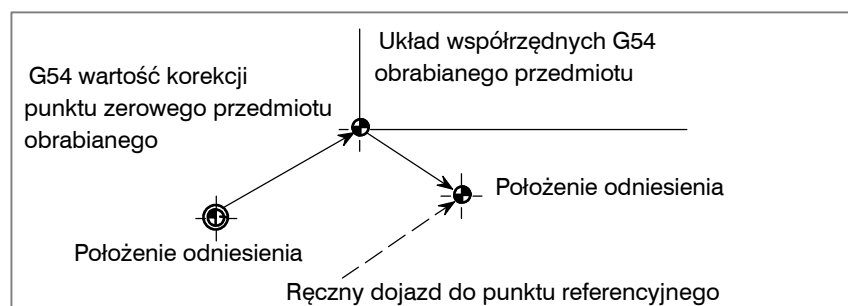 Układ współrzędnych G54
obrabianego przedmiotu
G54 wartość korekcji
punktu zerowego przedmiotu
obrabianego
Położenie odniesienia
Położenie odniesienia
Ręczny dojazd do punktu referencyjnego